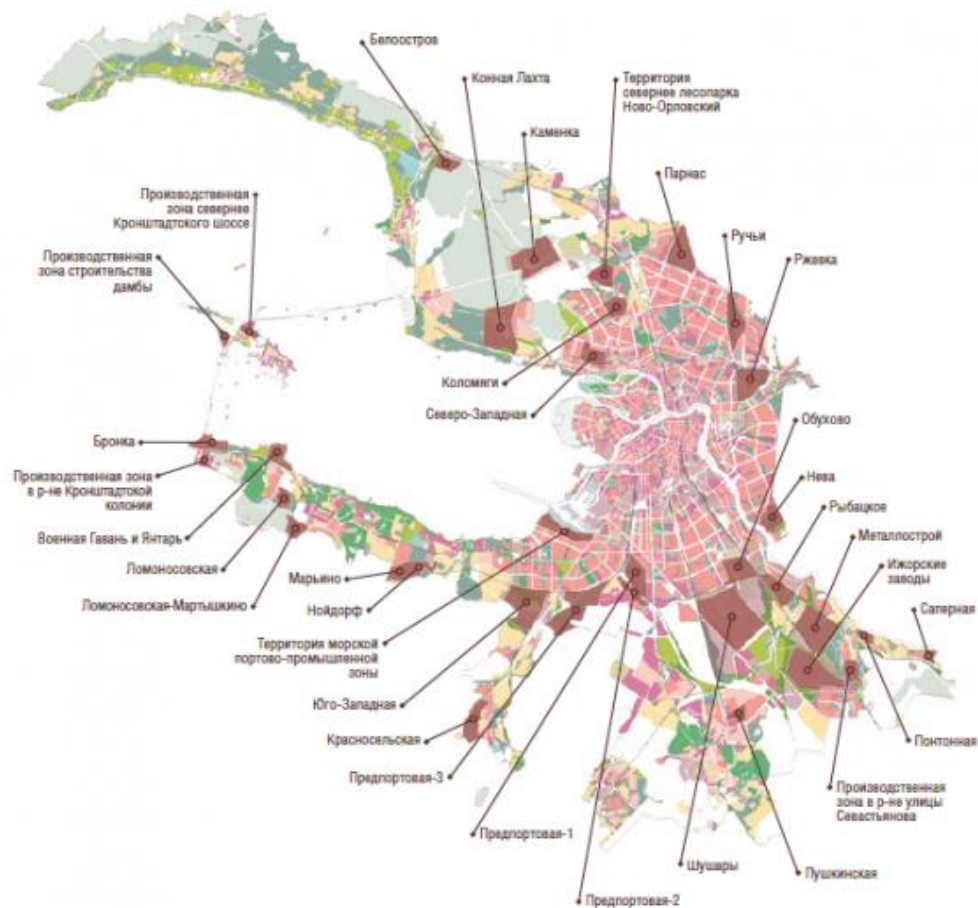 Белоостров
Конная Лахта
Территория
севернее лесопарка
Ново-Орловский
Каменка
Парнас
Производственная
зона севернее
Кронштадтского шоссе
Ручьи
Производственная
зона строительства
дамбы
Ржевка
Коломяги
Северо-Западная
Обухово
Бронка
Производственная зона
в р-не Кронштадтской
колонии
Нева
Рыбацкое
Военная Гавань и Янтарь
Металлострой
Ижорские
заводы
Ломоносовская
Марьино
Ломоносовская-Мартышкино
Нойдорф
Саперная
Территория морской
портово-промышленной
зоны
Юго-Западная
Красносельская
Понтонная
Предпортовая-3
Производственная
зона в р-не улицы
Севастьянова
Предпортовая-1
Шушары
Пушкинская
Предпортовая-2